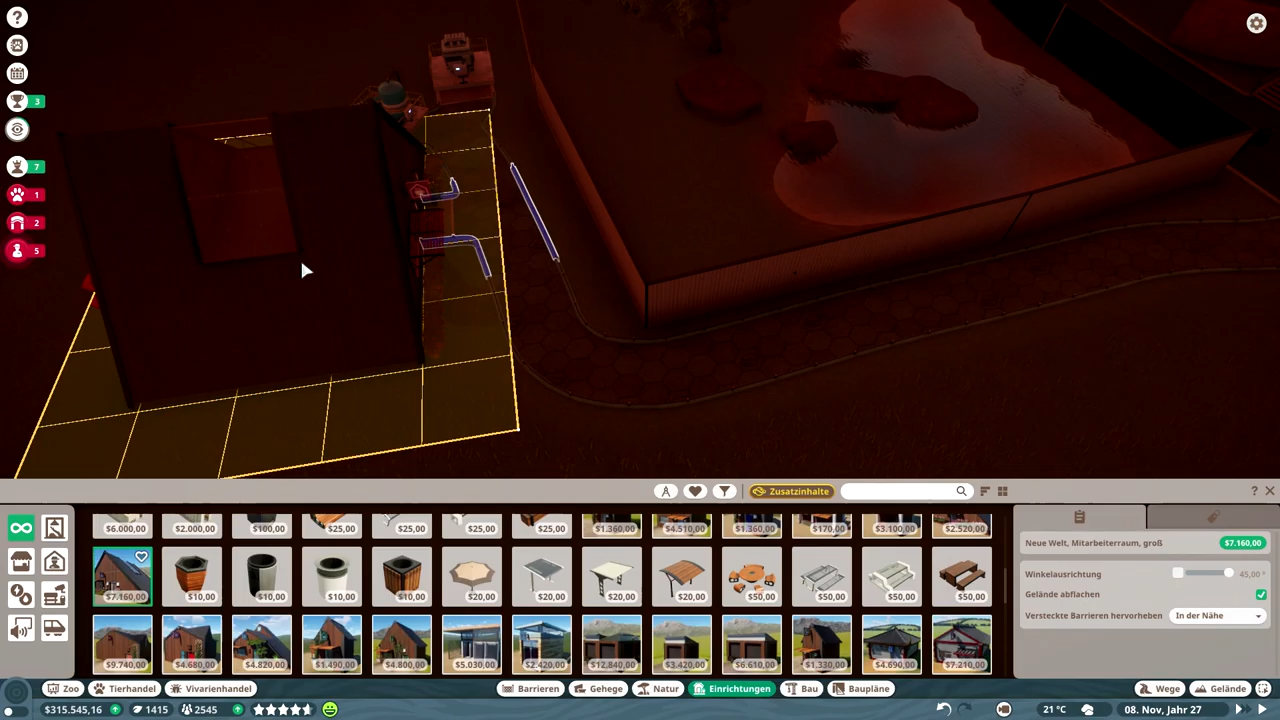 ?
3
7
1
2
5
Zusatzinhalte
? ×
$6.000,00 $2.000,00 $100,00 $25,00 $25,00 $25,00 $25,00 $1.360,00 $4.510,00 $1.360,00 $170,00 $3.100,00 $2.520,00
$7.160,00 $10,00 $10,00 $10,00 $10,00 $20,00 $20,00 $20,00 $20,00 $50,00 $50,00 $50,00 $50,00
$9.740,00 $4.680,00 $4.820,00 $1.490,00 $4.800,00 $5.030,00 $2.420,00 $12.840,00 $3.420,00 $6.610,00 $1.330,00 $4.690,00 $7.210,00
Neue Welt, Mitarbeiterraum, groß $7.160,00
Winkelausrichtung 45,00 °
Gelände abflachen
Versteckte Barrieren hervorheben In der Nähe
Zoo Tierhandel Vivarienhandel Barrieren Gehege Natur Einrichtungen Bau Baupläne Wege Gelände
$315.545,16 1415 2545 21 °C 08. Nov, Jahr 27